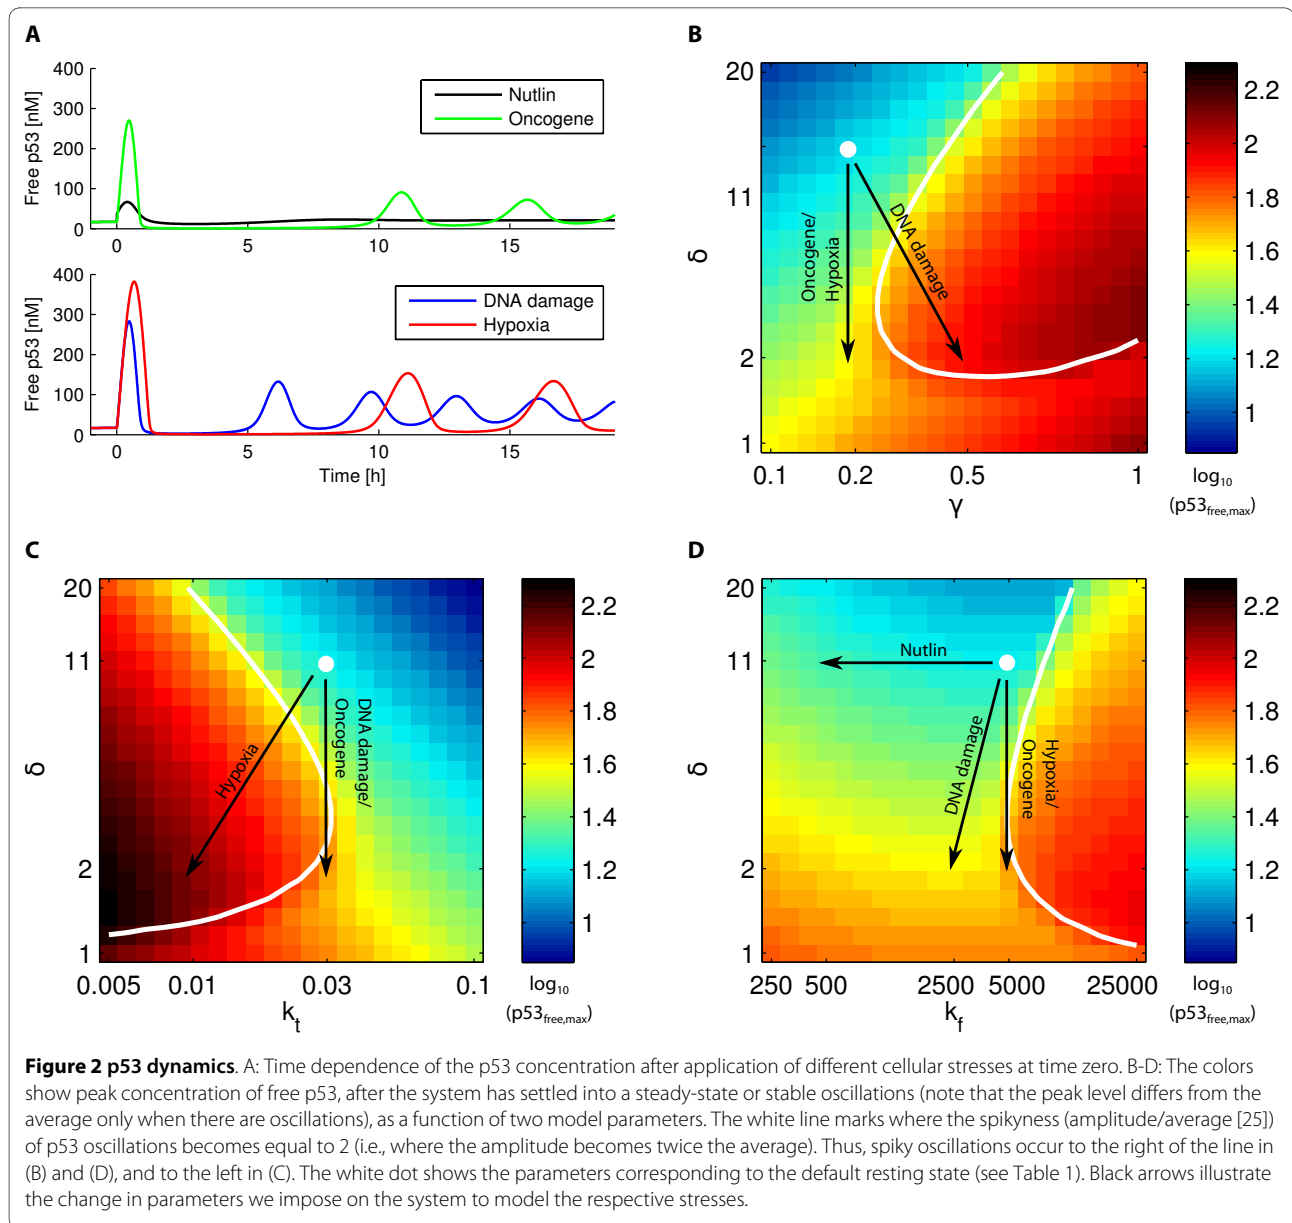 A
400
300
200
100
0
Free p53 [nM]
Nutlin
Oncogene
0
5
10
15
400
300
200
100
0
Free p53 [nM]
DNA damage
Hypoxia
0
5
10
15
Time [h]
B
20
11
2
1
δ
Oncogene/
Hypoxia
DNA damage
0.1
0.2
0.5
1
γ
2.2
2
1.8
1.6
1.4
1.2
1
log10
(p53free,max)
C
20
11
2
1
δ
Hypoxia
DNA damage/
Oncogene
0.005
0.01
0.03
0.1
kt
2.2
2
1.8
1.6
1.4
1.2
1
log10
(p53free,max)
D
20
11
2
1
δ
Nutlin
DNA damage
Hypoxia/
Oncogene
250
500
2500
5000
25000
kf
2.2
2
1.8
1.6
1.4
1.2
1
log10
(p53free,max)
Figure 2 p53 dynamics. A: Time dependence of the p53 concentration after application of different cellular stresses at time zero. B-D: The colors
show peak concentration of free p53, after the system has settled into a steady-state or stable oscillations (note that the peak level differs from the
average only when there are oscillations), as a function of two model parameters. The white line marks where the spikyness (amplitude/average [25])
of p53 oscillations becomes equal to 2 (i.e., where the amplitude becomes twice the average). Thus, spiky oscillations occur to the right of the line in
(B) and (D), and to the left in (C). The white dot shows the parameters corresponding to the default resting state (see Table 1). Black arrows illustrate
the change in parameters we impose on the system to model the respective stresses.